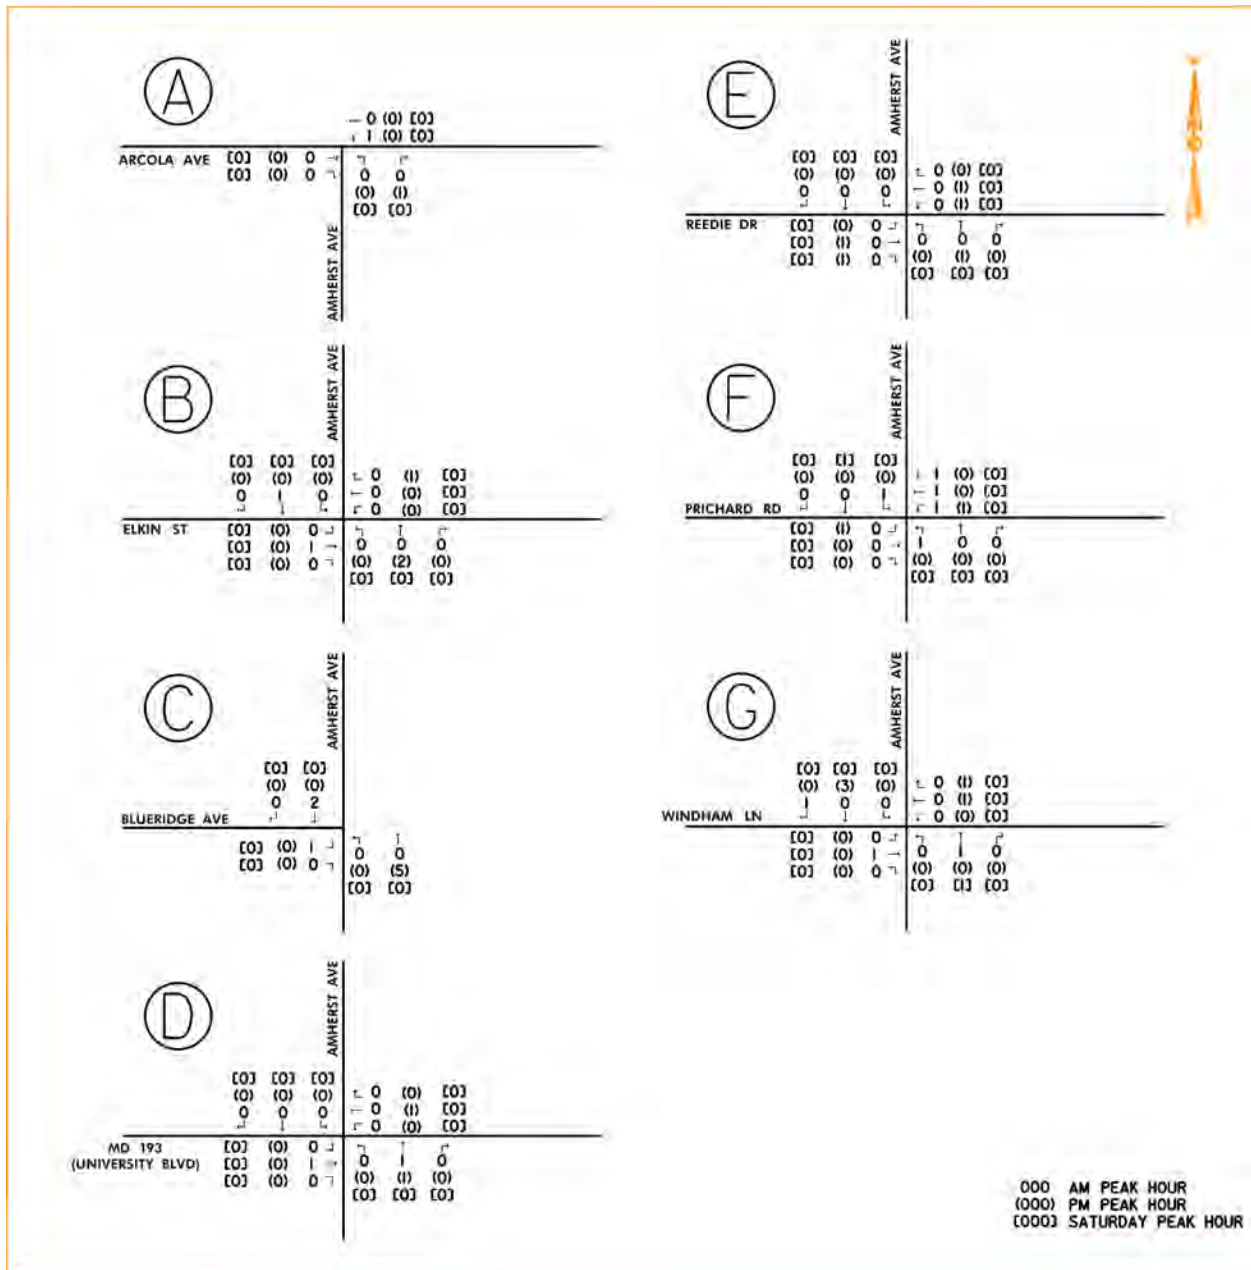 A
AMHERST AVE
0 (0) [0]
1 (0) [0]
ARCOLA AVE
[0] (0) 0
[0] (0) 0
0 0
(0) (1)
[0] [0]
B
AMHERST AVE
[0] [0] [0]
(0) (0) (0)
0 1 0
0 (1) [0]
0 (0) [0]
0 (0) [0]
ELKIN ST
[0] (0) 0
[0] (0) 1
[0] (0) 0
0 0 0
(0) (2) (0)
[0] [0] [0]
C
AMHERST AVE
[0] [0]
(0) (0)
0 2
BLUERIDGE AVE
[0] (0) 1
[0] (0) 0
0 0
(0) (5)
[0] [0]
D
AMHERST AVE
[0] [0] [0]
(0) (0) (0)
0 0 0
0 (0) [0]
0 (1) [0]
0 (0) [0]
MD 193
(UNIVERSITY BLVD)
[0] (0) 0
[0] (0) 1
[0] (0) 0
0 1 0
(0) (1) (0)
[0] [0] [0]
E
AMHERST AVE
[0] [0] [0]
(0) (0) (0)
0 0 0
0 (0) [0]
0 (1) [0]
0 (1) [0]
REEDIE DR
[0] (0) 0
[0] (1) 0
[0] (1) 0
0 0 0
(0) (1) (0)
[0] [0] [0]
F
AMHERST AVE
[0] [1] [0]
(0) (0) (0)
0 0 1
1 (0) [0]
1 (0) [0]
1 (1) [0]
PRICHARD RD
[0] (1) 0
[0] (0) 0
[0] (0) 0
1 0 0
(0) (0) (0)
[0] [0] [0]
G
AMHERST AVE
[0] [0] [0]
(0) (3) (0)
1 0 0
0 (1) [0]
0 (1) [0]
0 (0) [0]
WINDHAM LN
[0] (0) 0
[0] (0) 1
[0] (0) 0
0 1 0
(0) (0) (0)
[0] [1] [0]
000 AM PEAK HOUR
(000) PM PEAK HOUR
[000] SATURDAY PEAK HOUR